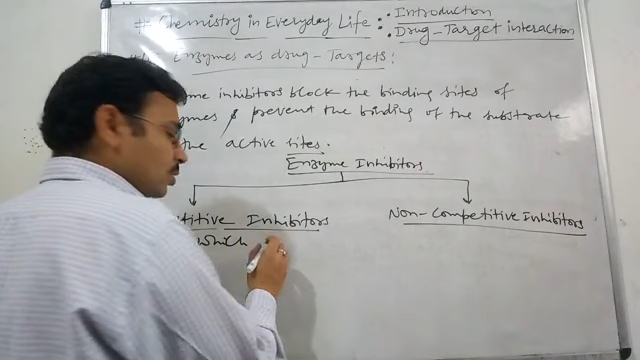 # Chemistry in Everyday Life : • Introduction
• Drug-Target interaction
Enzymes as drug-Targets:
me inhibitors block the binding sites of
ymes & prevent the binding of the substrate
the active sites.
Enzyme Inhibitors
titive Inhibitors
Non-Competitive Inhibitors
which